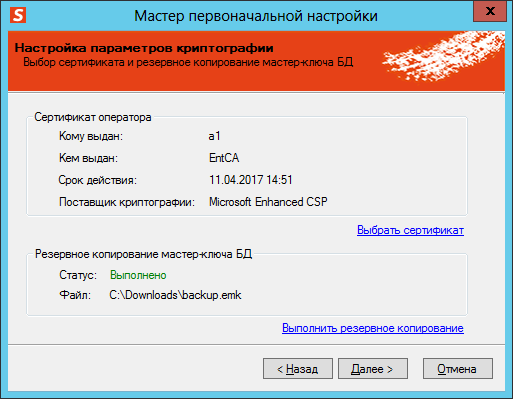 S
Мастер первоначальной настройки
X
Настройка параметров криптографии
Выбор сертификата и резервное копирование мастер-ключа БД
Сертификат оператора
Кому выдан: a1
Кем выдан: EntCA
Срок действия: 11.04.2017 14:51
Поставщик криптографии: Microsoft Enhanced CSP
Выбрать сертификат
Резервное копирование мастер-ключа БД
Статус: Выполнено
Файл: C:\Downloads\backup.emk
Выполнить резервное копирование
< Назад Далее > Отмена